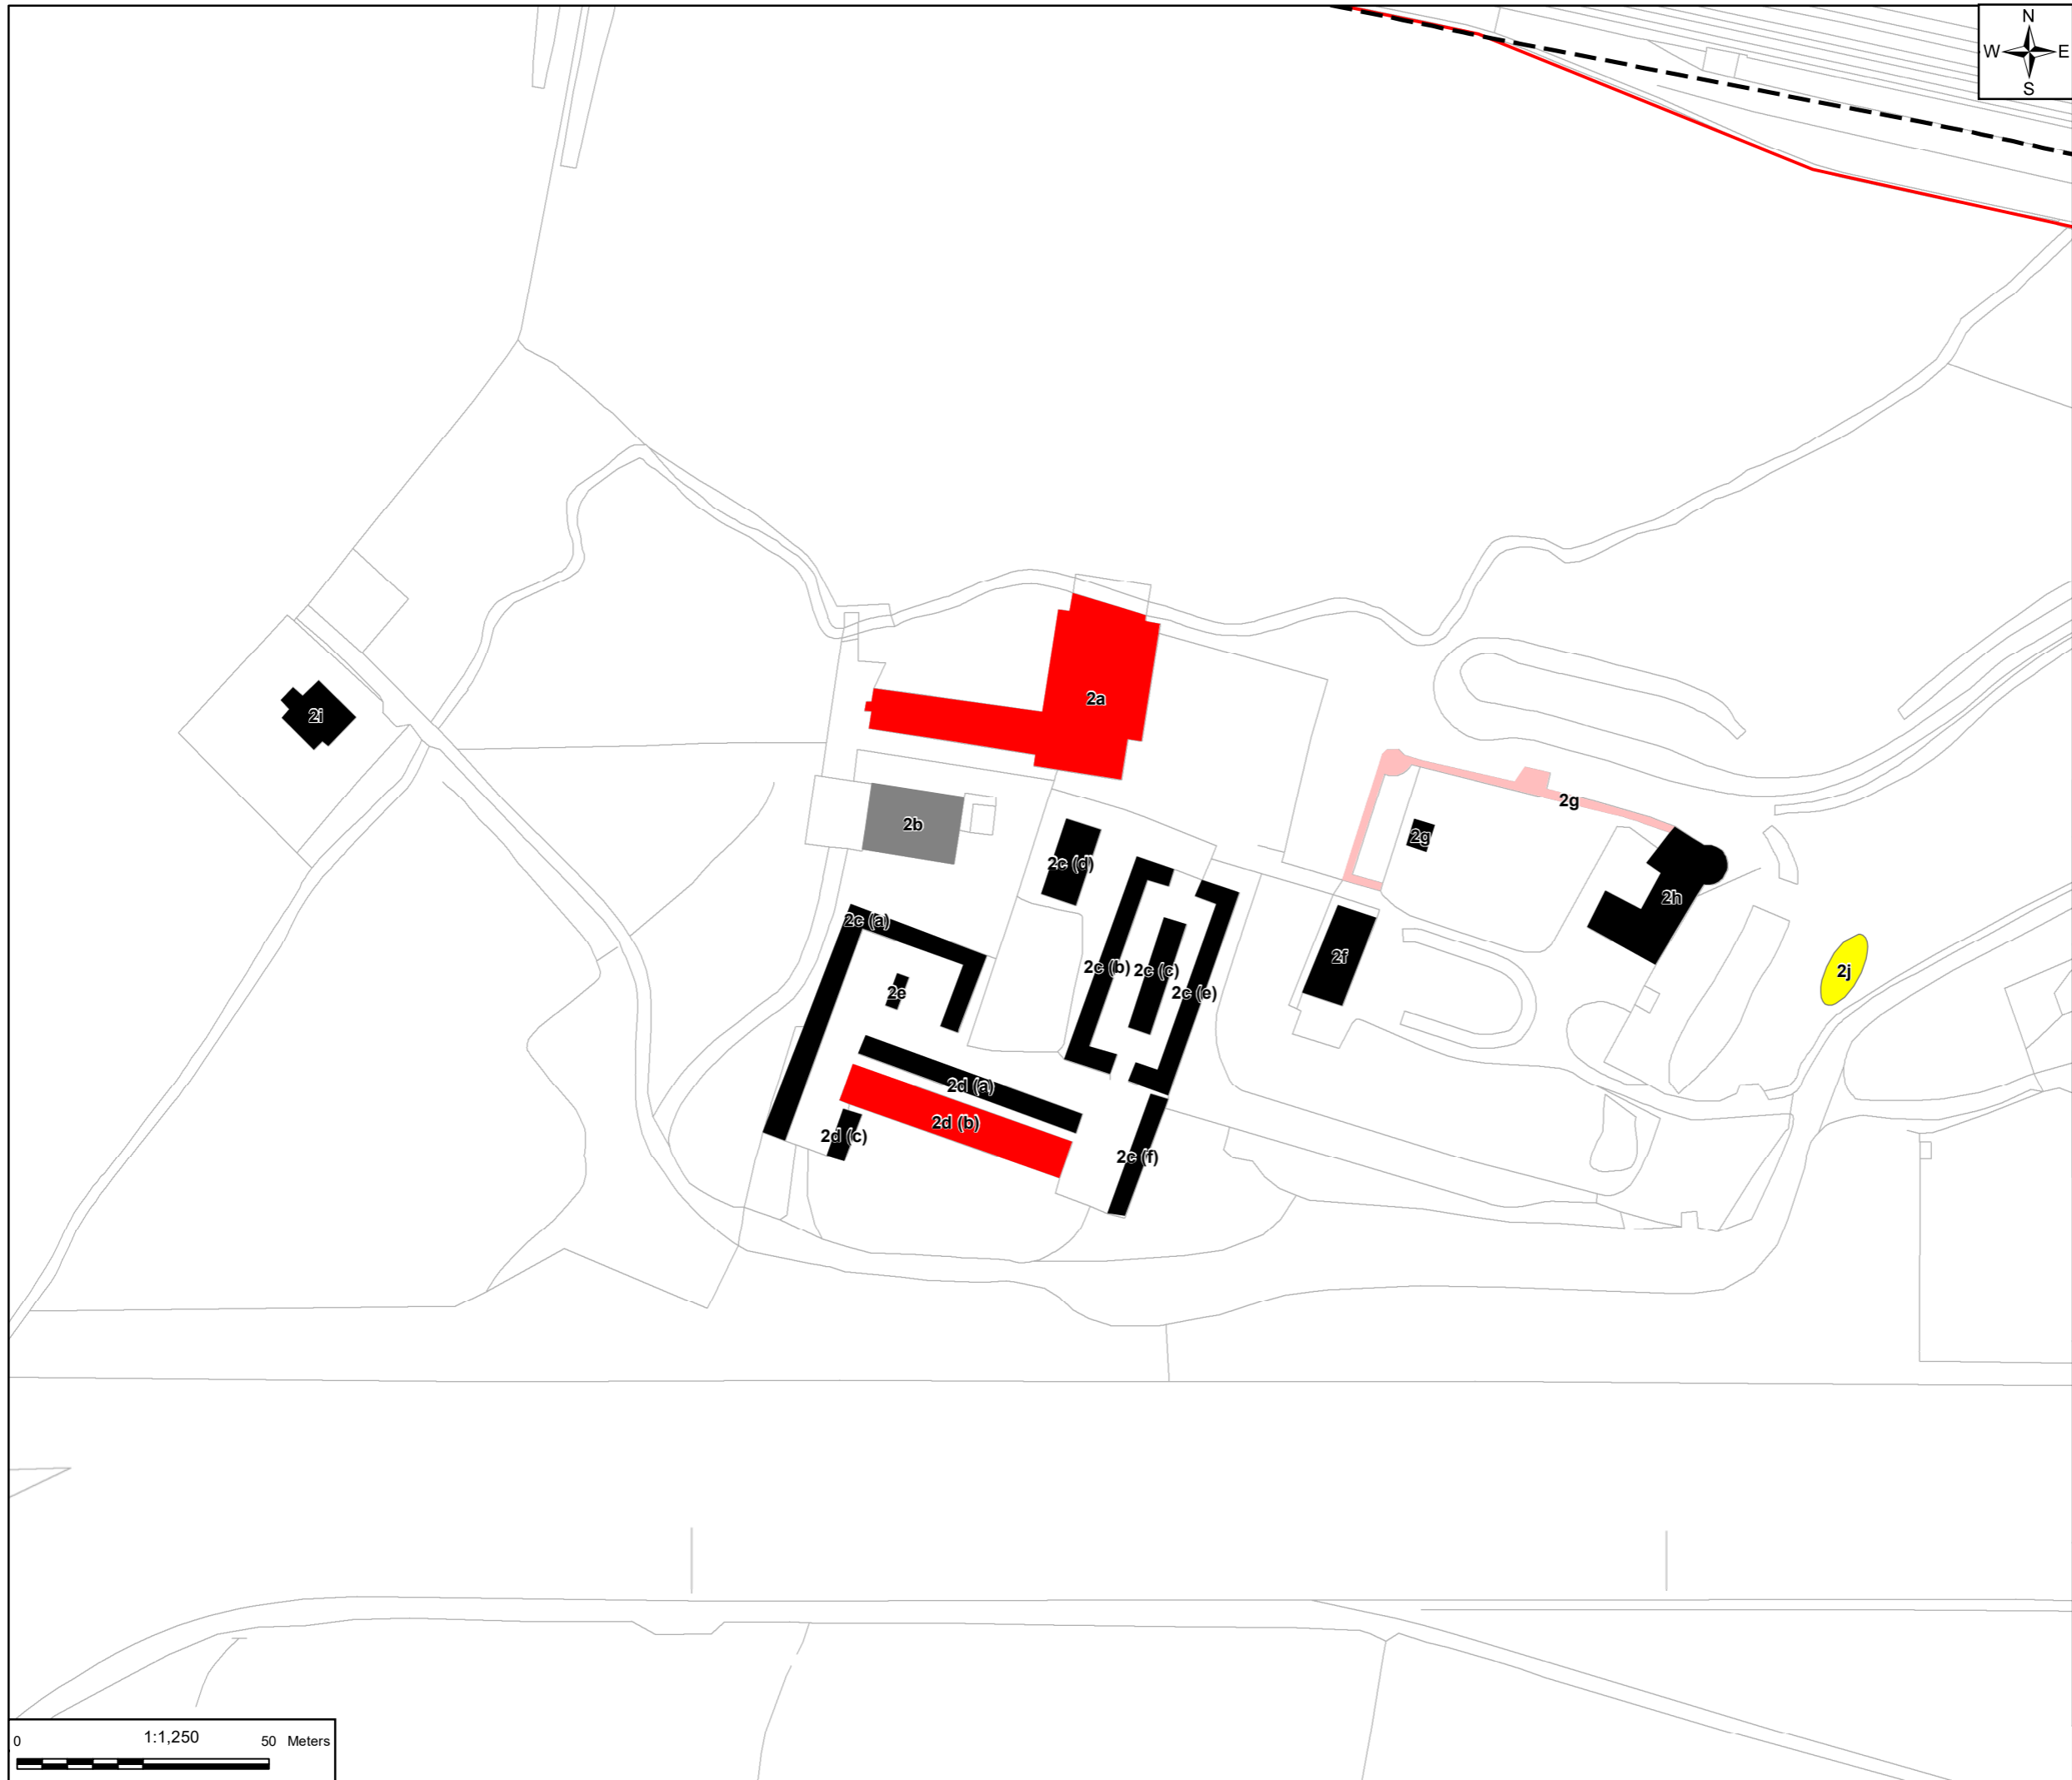 N
W E
S
2a
2i
2b
2g
2g
2c (d)
2h
2c (a)
2f
2c (b)
2c (c)
2j
2e
2c (e)
2d (a)
2d (b)
2d (c)
2c (f)
1:1,250
0 50 Meters